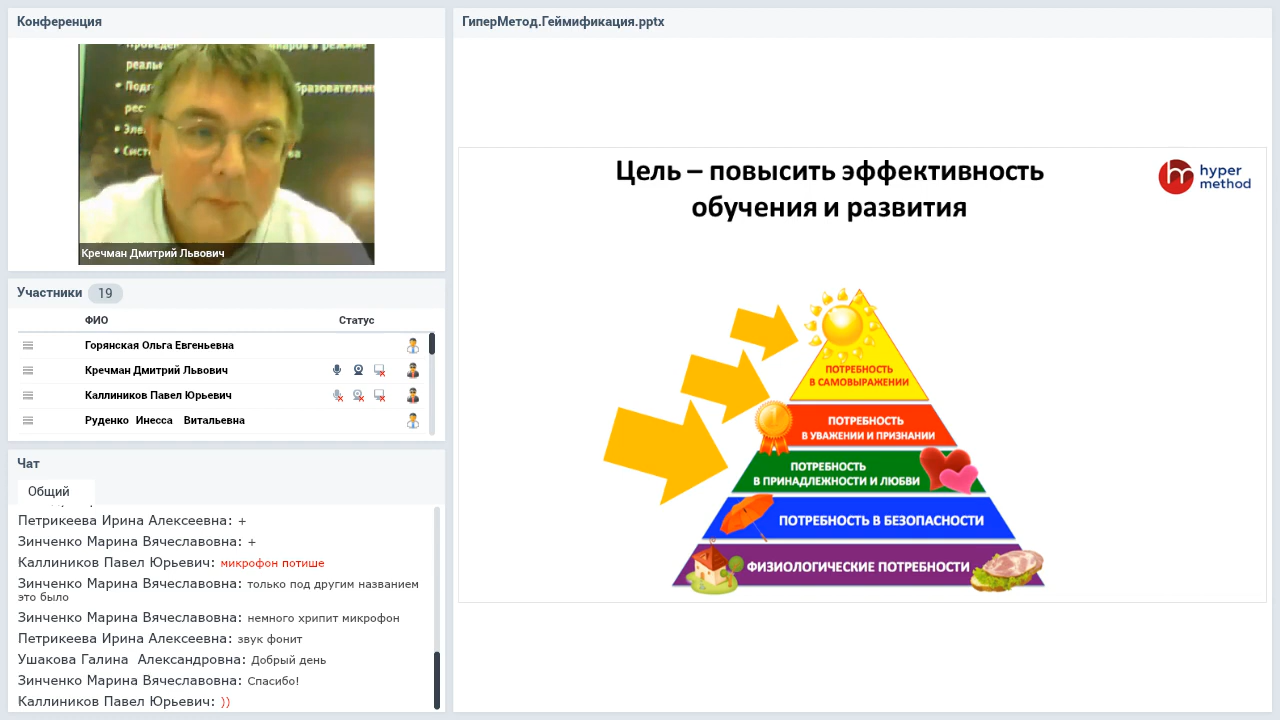 Конференция
Кречман Дмитрий Львович
Участники 19
ФИО Статус
Горянская Ольга Евгеньевна
Кречман Дмитрий Львович
Каллиников Павел Юрьевич
Руденко Инесса Витальевна
Чат
Общий
Петрикеева Ирина Алексеевна: +
Зинченко Марина Вячеславовна: +
Каллиников Павел Юрьевич: микрофон потише
Зинченко Марина Вячеславовна: только под другим названием
это было
Зинченко Марина Вячеславовна: немного хрипит микрофон
Петрикеева Ирина Алексеевна: звук фонит
Ушакова Галина Александровна: Добрый день
Зинченко Марина Вячеславовна: Спасибо!
Каллиников Павел Юрьевич: ))
ГиперМетод.Геймификация.pptx
Цель – повысить эффективность
обучения и развития
hyper
method
ПОТРЕБНОСТЬ
В САМОВЫРАЖЕНИИ
ПОТРЕБНОСТЬ
В УВАЖЕНИИ И ПРИЗНАНИИ
ПОТРЕБНОСТЬ
В ПРИНАДЛЕЖНОСТИ И ЛЮБВИ
ПОТРЕБНОСТЬ В БЕЗОПАСНОСТИ
ФИЗИОЛОГИЧЕСКИЕ ПОТРЕБНОСТИ